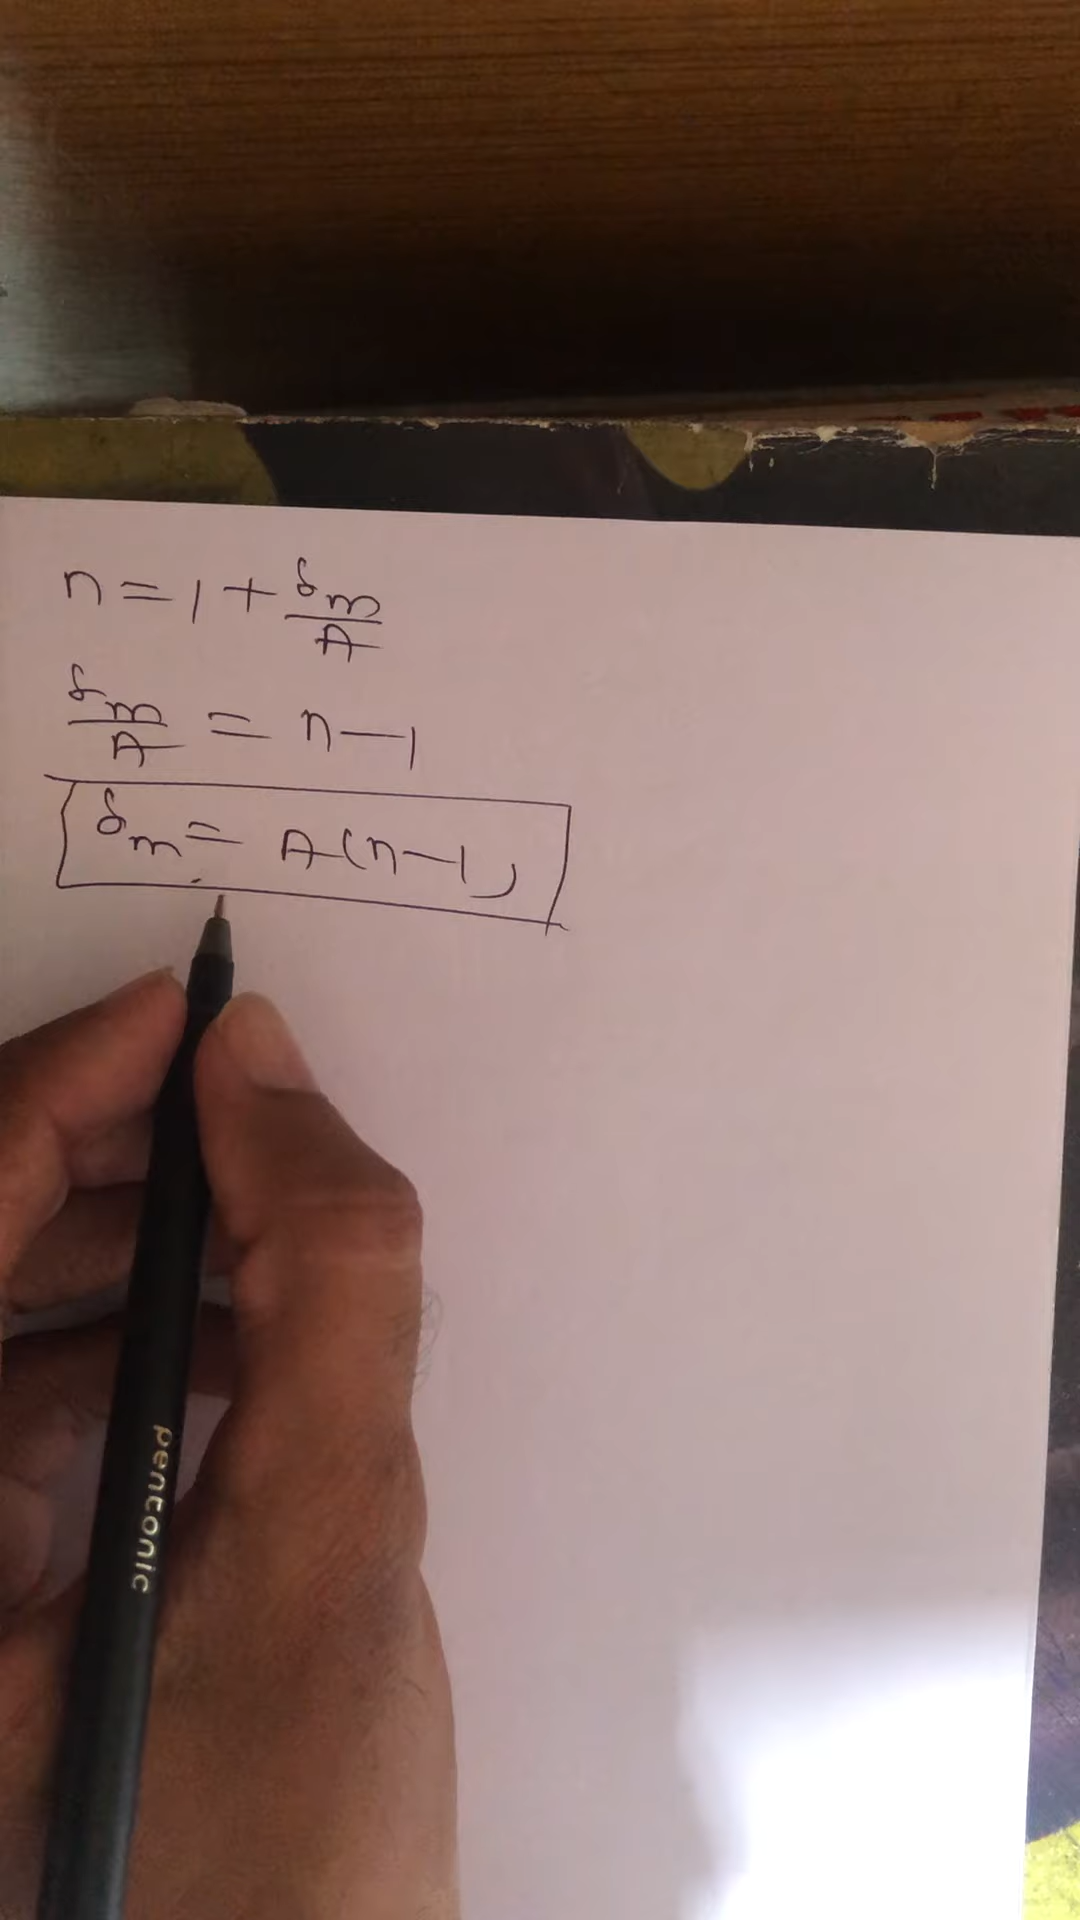 n = 1 + δm/A
δm/A = n - 1
δm = A(n-1)
pentonic